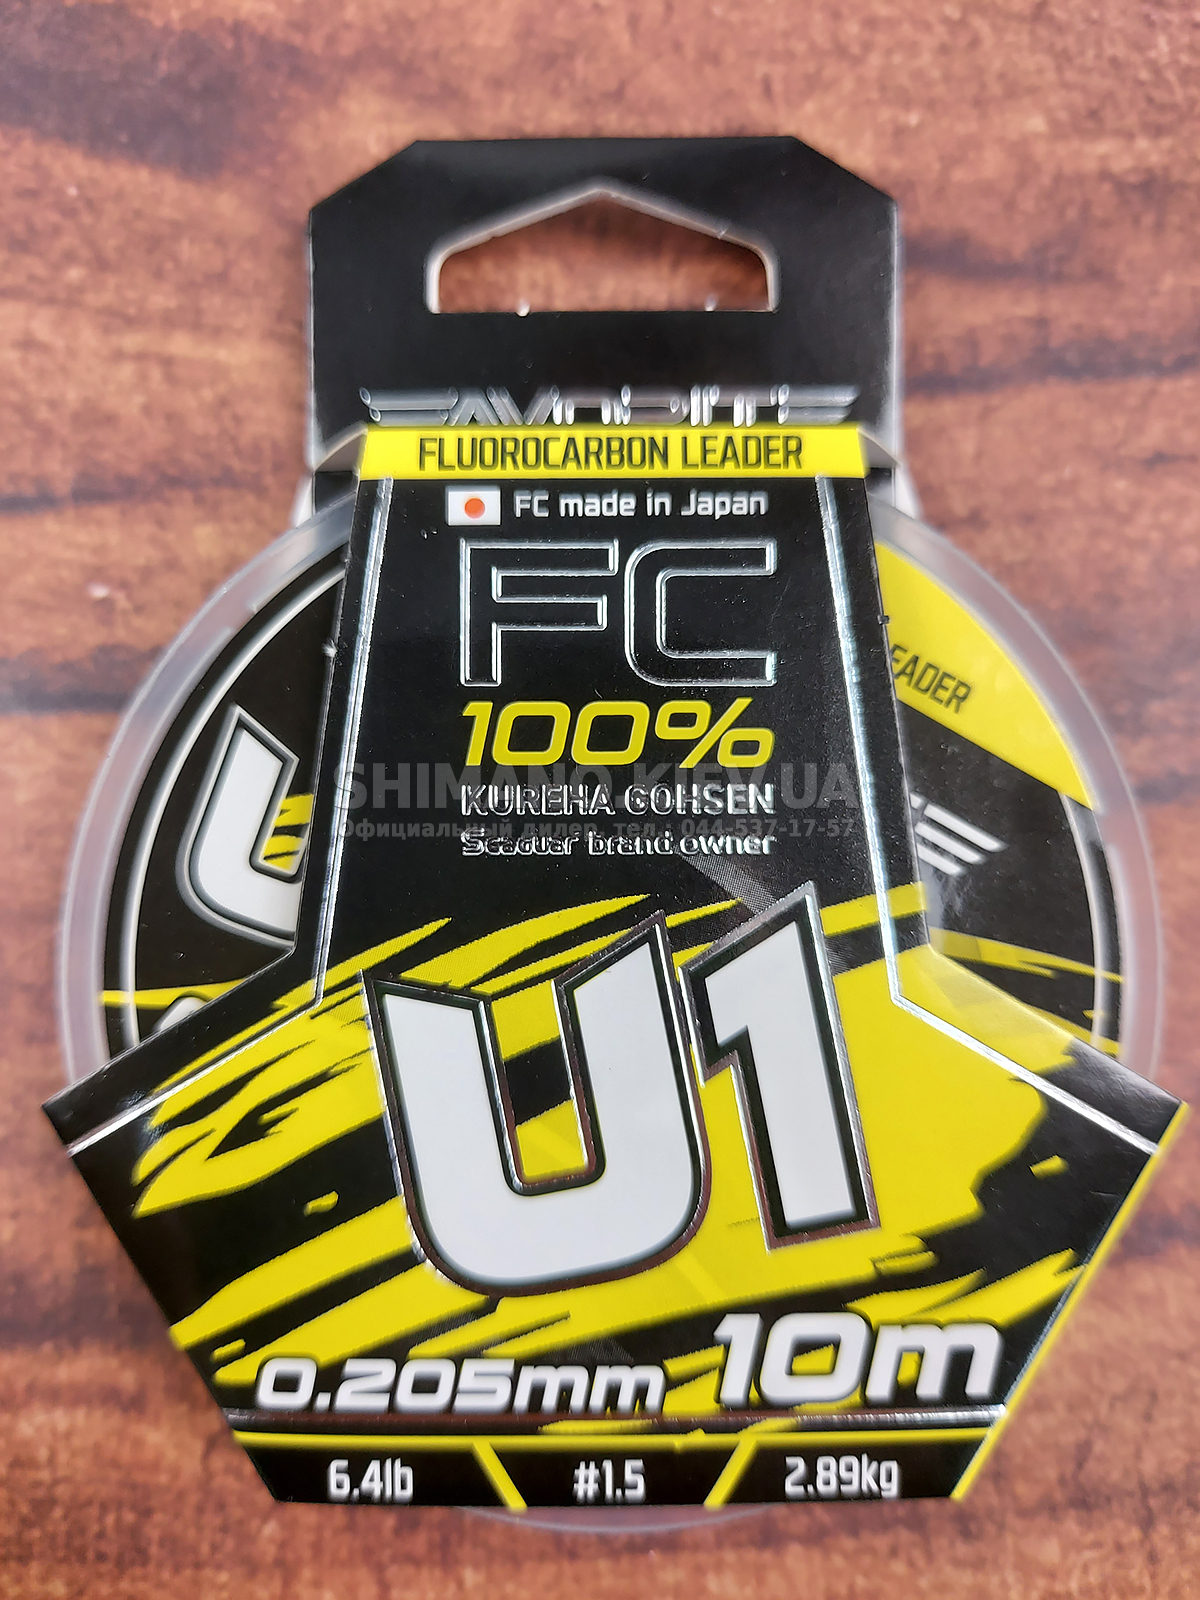 FAVORITE
FLUOROCARBON LEADER
FC made in Japan
FC
100%
EADER
SHIMANO.KIEV.UA
KUREHA GOHSEN
Официальный дилер, тел.: 044-537-17-57
Seaguar brand owner
U1
0.205mm 10m
6.4lb #1.5 2.89kg